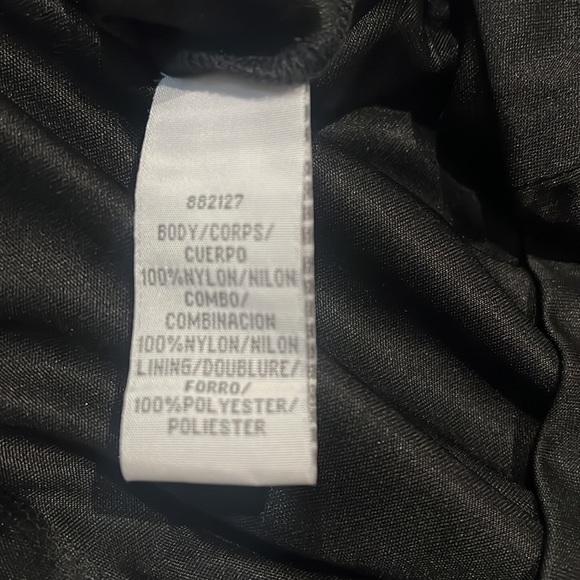 882127
BODY/CORPS/
CUERPO
100%NYLON/NILON
COMBO/
COMBINACION
100%NYLON/NILON
LINING/DOUBLURE/
FORRO/
100%POLYESTER/
POLIESTER